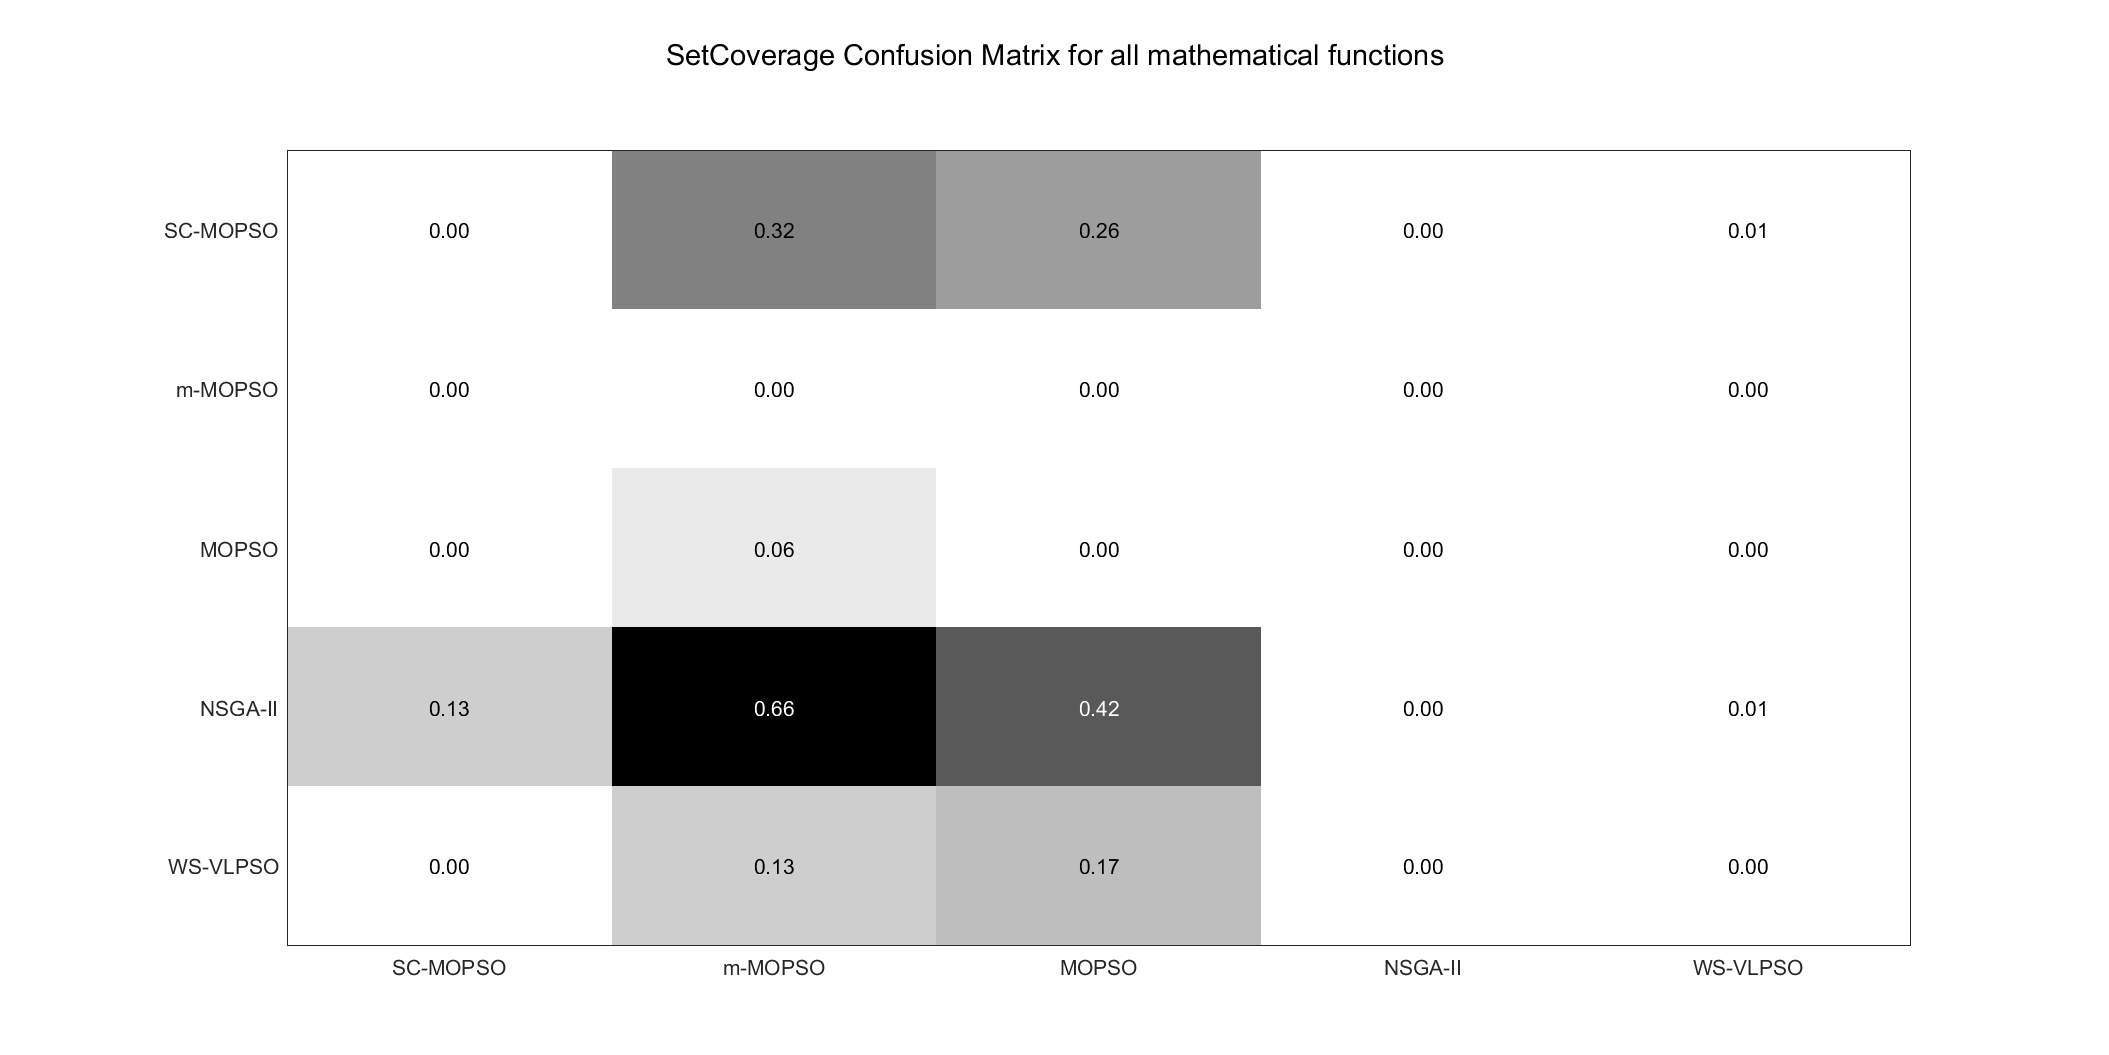 SetCoverage Confusion Matrix for all mathematical functions
SC-MOPSO 0.00 0.32 0.26 0.00 0.01
m-MOPSO 0.00 0.00 0.00 0.00 0.00
MOPSO 0.00 0.06 0.00 0.00 0.00
NSGA-II 0.13 0.66 0.42 0.00 0.01
WS-VLPSO 0.00 0.13 0.17 0.00 0.00
SC-MOPSO m-MOPSO MOPSO NSGA-II WS-VLPSO